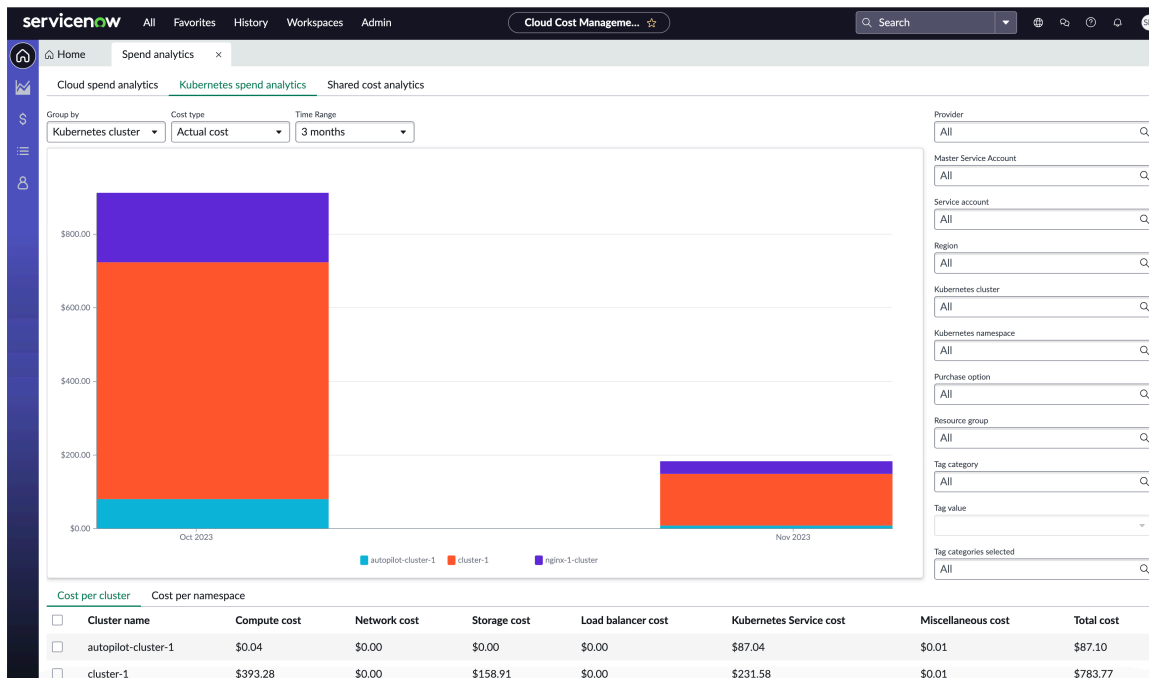 servicenow All Favorites History Workspaces Admin Cloud Cost Manageme... Search
Home Spend analytics ×
Cloud spend analytics Kubernetes spend analytics Shared cost analytics
Group by Cost type Time Range
Kubernetes cluster Actual cost 3 months
Provider
All
Master Service Account
All
Service account
All
Region
All
Kubernetes cluster
All
Kubernetes namespace
All
Purchase option
All
Resource group
All
Tag category
All
Tag value
Tag categories selected
All
$800.00
$600.00
$400.00
$200.00
$0.00
Oct 2023 Nov 2023
autopilot-cluster-1 cluster-1 nginx-1-cluster
Cost per cluster Cost per namespace
Cluster name Compute cost Network cost Storage cost Load balancer cost Kubernetes Service cost Miscellaneous cost Total cost
autopilot-cluster-1 $0.04 $0.00 $0.00 $0.00 $87.04 $0.01 $87.10
cluster-1 $393.28 $0.00 $158.91 $0.00 $231.58 $0.01 $783.77